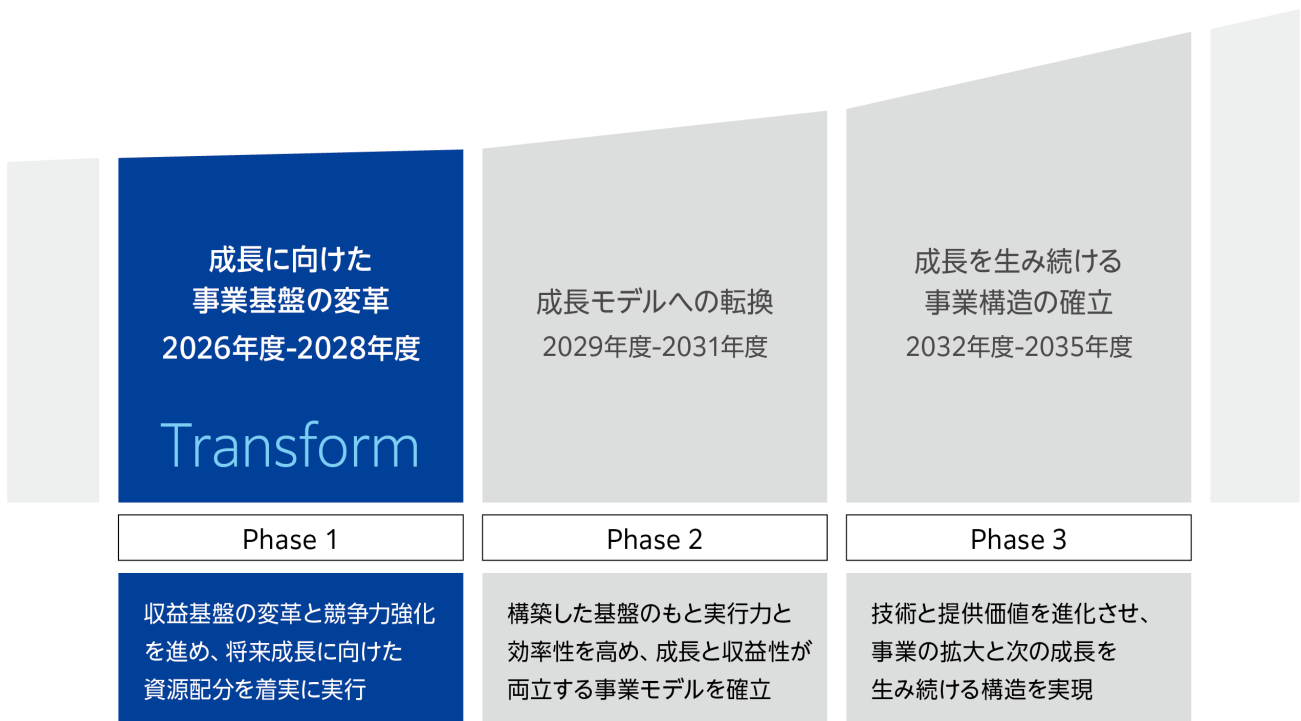 成長に向けた
事業基盤の変革
2026年度-2028年度
Transform
Phase 1
収益基盤の変革と競争力強化
を進め、将来成長に向けた
資源配分を着実に実行
成長モデルへの転換
2029年度-2031年度
Phase 2
構築した基盤のもと実行力と
効率性を高め、成長と収益性が
両立する事業モデルを確立
成長を生み続ける
事業構造の確立
2032年度-2035年度
Phase 3
技術と提供価値を進化させ、
事業の拡大と次の成長を
生み続ける構造を実現